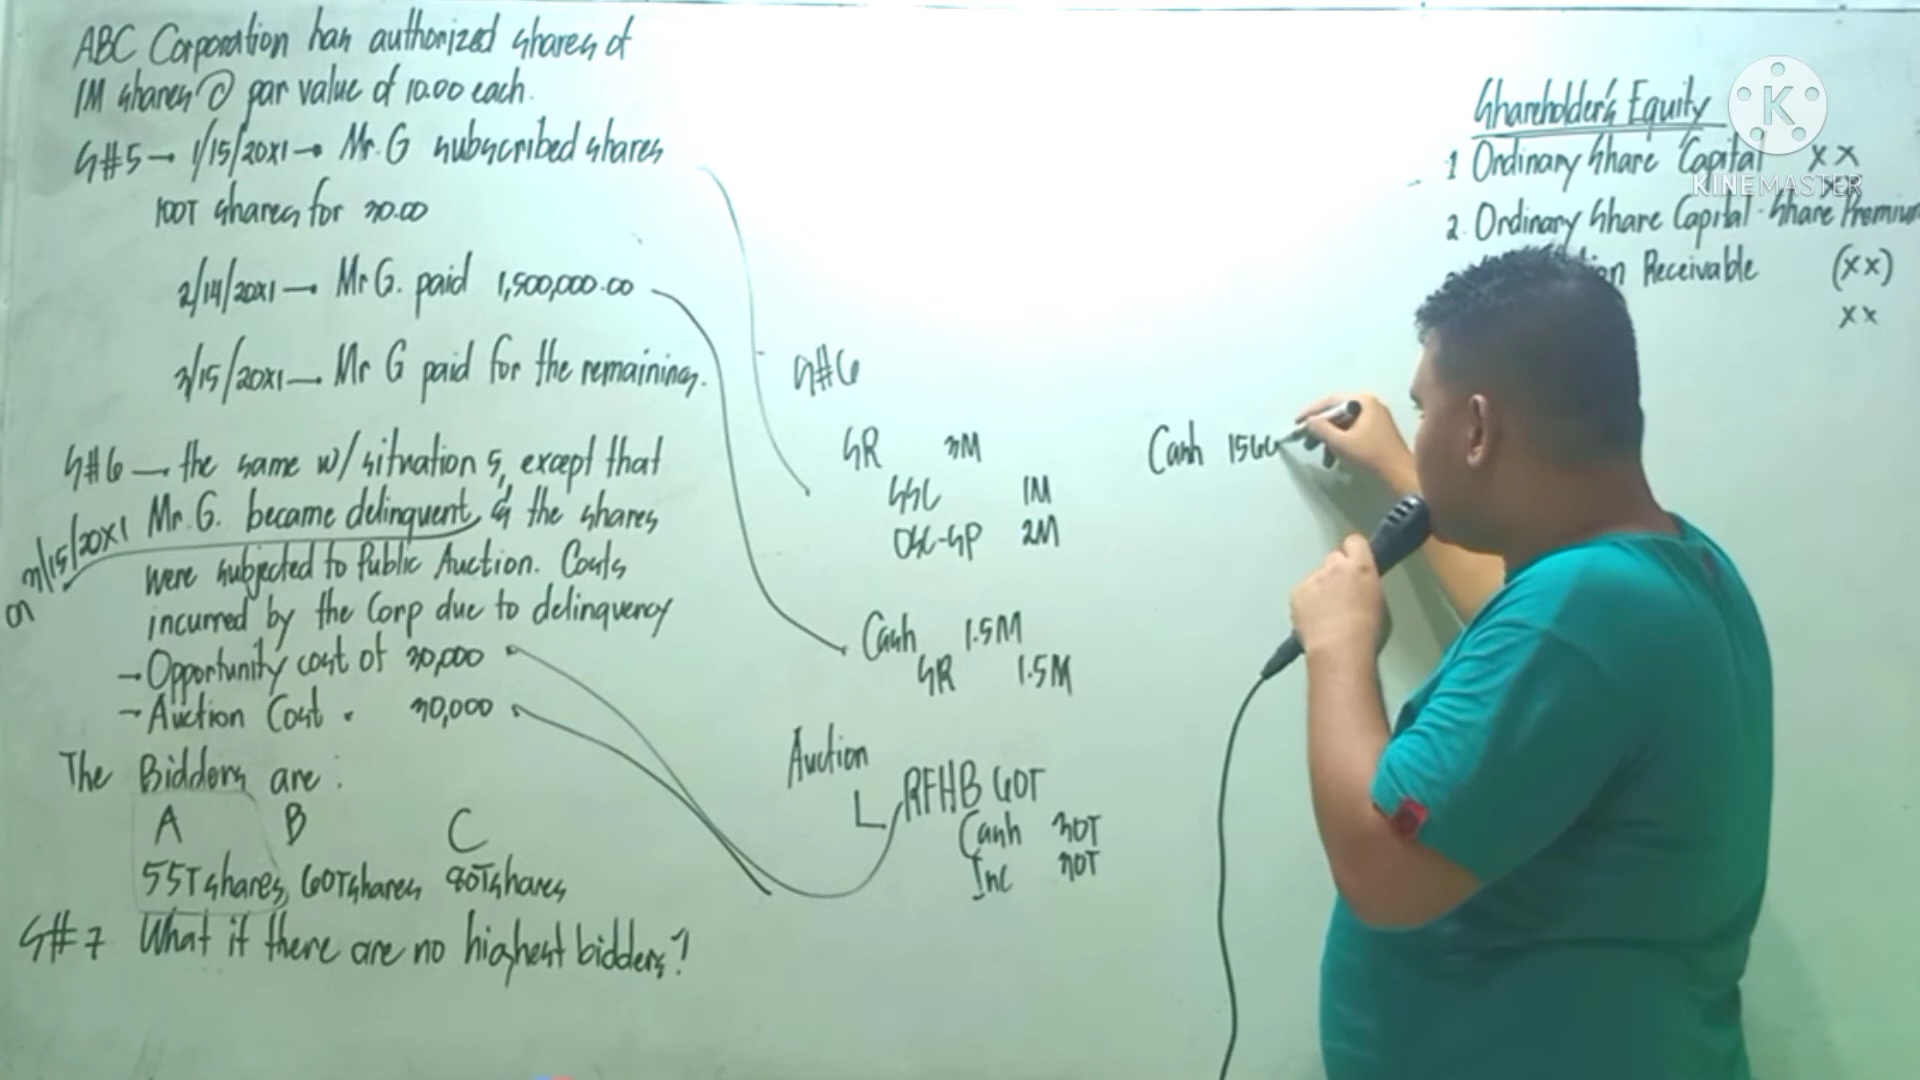 ABC Corporation has authorized shares of
1M shares @ par value of 10.00 each.
S#5 → 1/15/20X1 → Mr. G subscribed shares
100T shares for 30.00
2/14/20X1 → Mr G. paid 1,500,000.00
3/15/20X1 — Mr G paid for the remaining.
S#6 — the same w/ situation 5, except that
on 3/15/20X1 Mr. G. became delinquent & the shares
were subjected to Public Auction. Costs
incurred by the Corp due to delinquency
- Opportunity cost of 30,000
- Auction Cost . 30,000
The Bidders are :
A B C
55T shares, 60T shares 80T shares
S#7 What if there are no highest bidders?
S#6
SR 3M
SSC 1M
OSC-SP 2M
Cash 1.5M
SR 1.5M
Auction
RFHB 60T
Cash 30T
Inc 30T
Cash
Shareholder's Equity
1 Ordinary Share Capital XX
2. Ordinary Share Capital - Share Premium
Receivable (XX)
XX
K
KINEMASTER